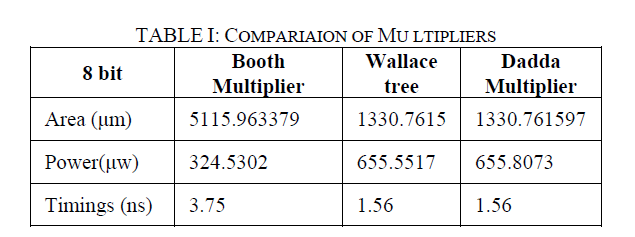 TABLE I: COMPARIAION OF MU LTIPLIERS
8 bit Booth Multiplier Wallace tree Dadda Multiplier
Area (μm) 5115.963379 1330.7615 1330.761597
Power(μw) 324.5302 655.5517 655.8073
Timings (ns) 3.75 1.56 1.56